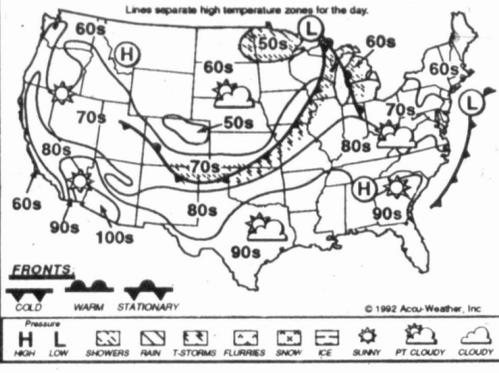 Lines separate high temperature zones for the day.
60s
H
50s
L
60s
60s
60s
L
70s
50s
70s
80s
80s
70s
H
60s
80s
90s
90s
100s
90s
FRONTS:
COLD WARM STATIONARY
© 1992 Accu-Weather, Inc
Pressure
H L
HIGH LOW SHOWERS RAIN T-STORMS FLURRIES SNOW ICE SUNNY PT CLOUDY CLOUDY